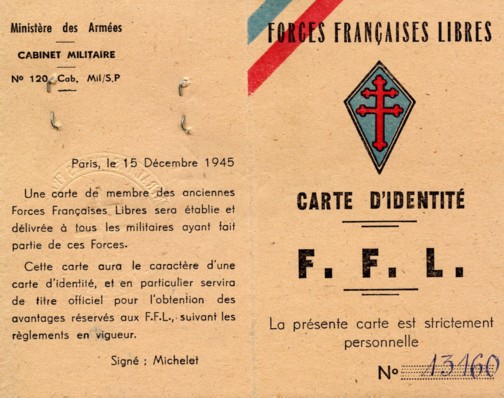 Ministère des Armées
CABINET MILITAIRE
No 120 Cab. Mil/S.P
Paris, le 15 Décembre 1945
Une carte de membre des anciennes
Forces Françaises Libres sera établie et
délivrée à tous les militaires ayant fait
partie de ces Forces.
Cette carte aura le caractère d'une
carte d'identité, et en particulier servira
de titre officiel pour l'obtention des
avantages réservés aux F.F.L., suivant les
règlements en vigueur.
Signé : Michelet
FORCES FRANÇAISES LIBRES
CARTE D'IDENTITÉ
F. F. L.
La présente carte est strictement
personnelle
No 13160